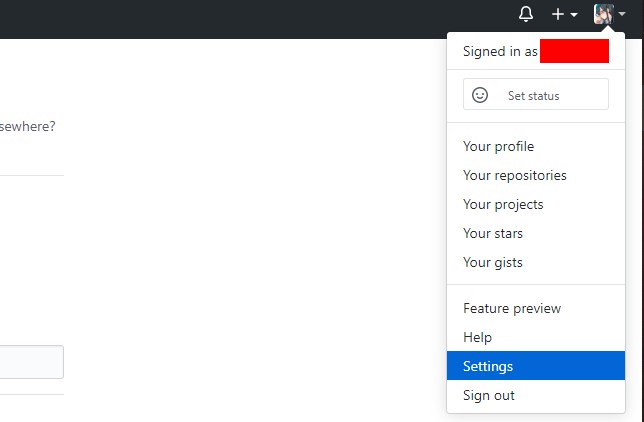 Signed in as
Set status
sewhere?
Your profile
Your repositories
Your projects
Your stars
Your gists
Feature preview
Help
Settings
Sign out